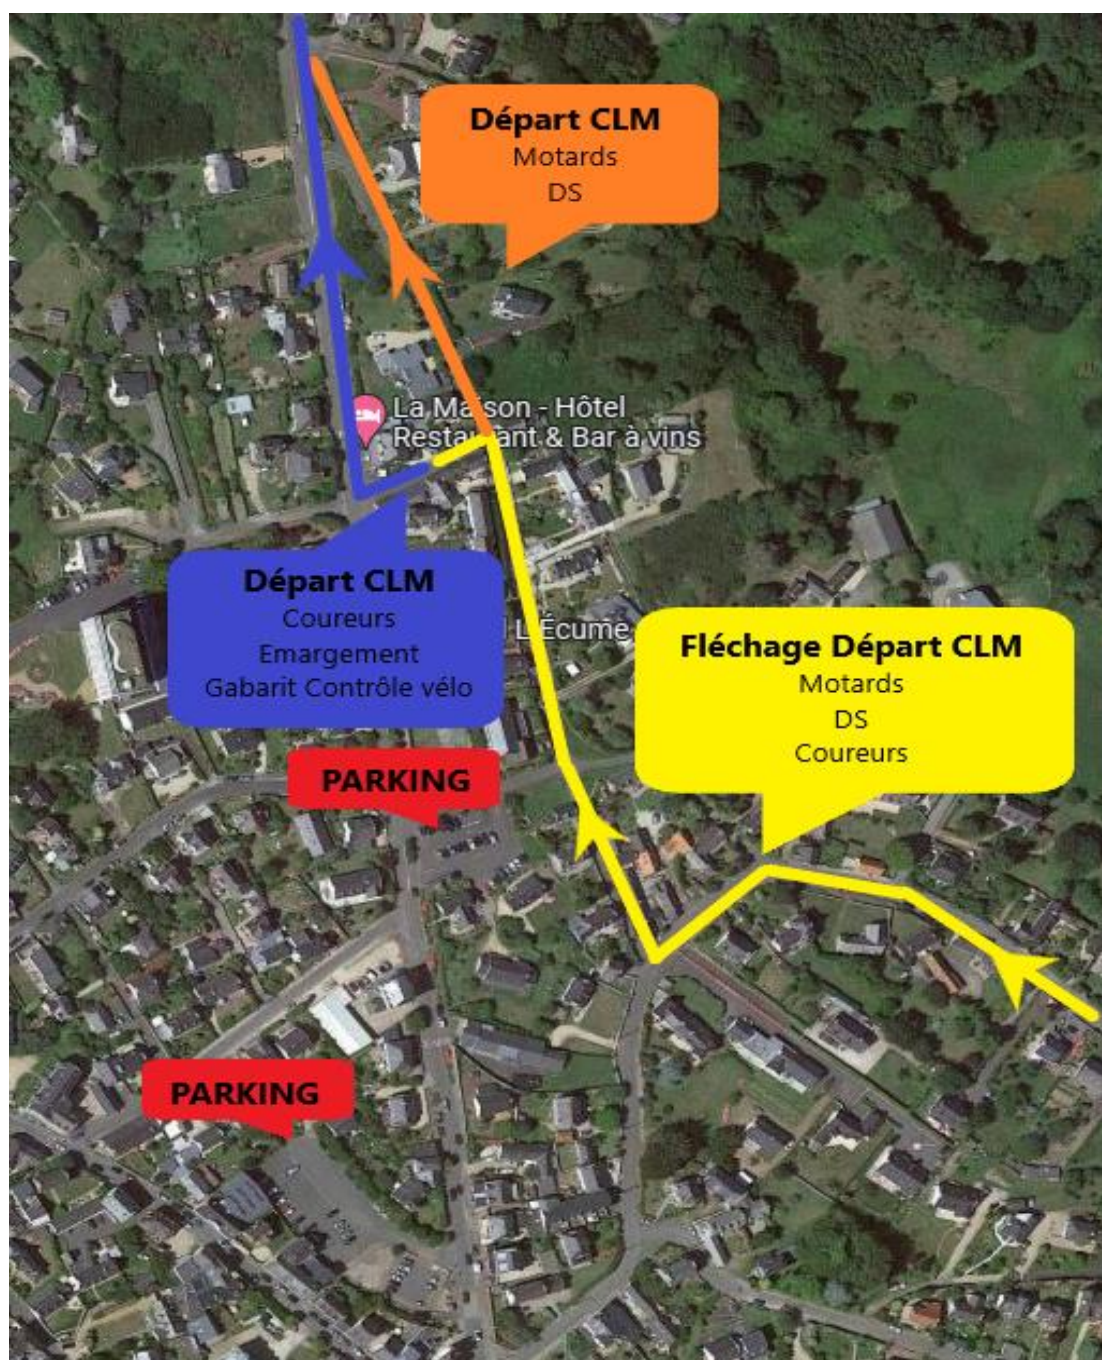 Départ CLM
Motards
DS
La Maison - Hôtel
Restaurant & Bar à vins
Départ CLM
Coureurs
Emargement
Gabarit Contrôle vélo
L'Écume
Fléchage Départ CLM
Motards
DS
Coureurs
PARKING
PARKING